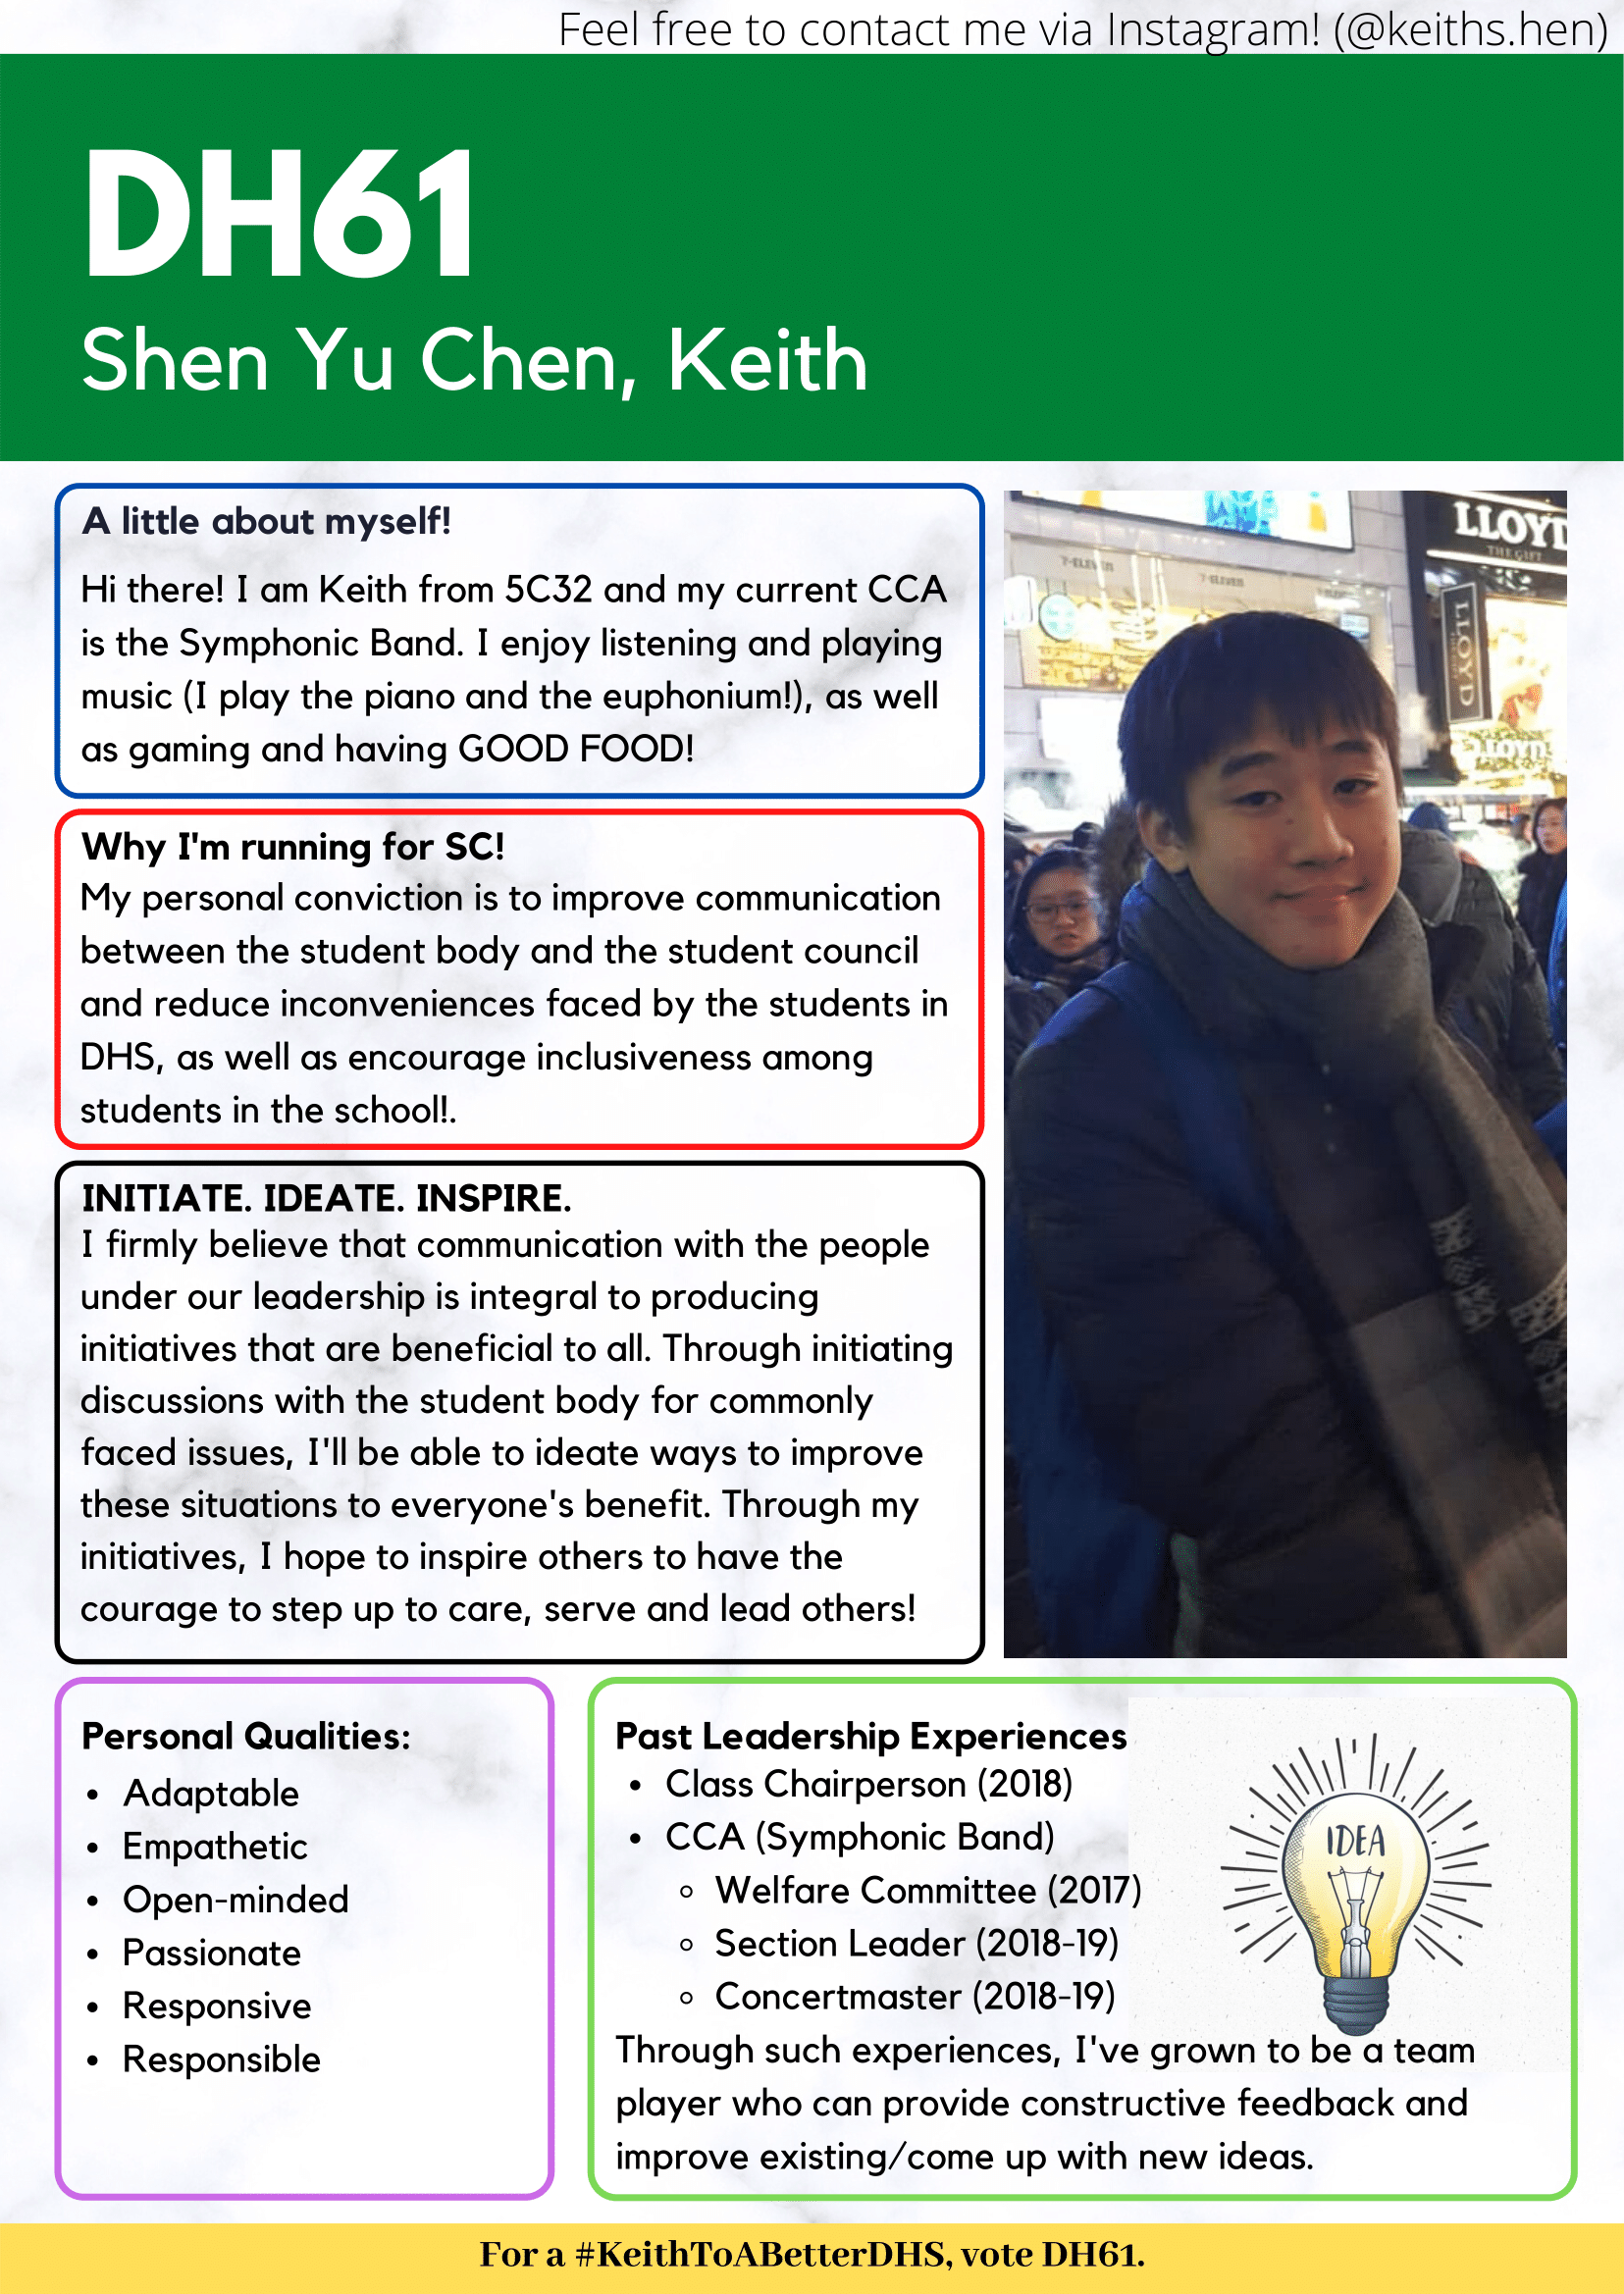 Feel free to contact me via Instagram! (@keiths.hen)
DH61
Shen Yu Chen, Keith
A little about myself!
Hi there! I am Keith from 5C32 and my current CCA
is the Symphonic Band. I enjoy listening and playing
music (I play the piano and the euphonium!), as well
as gaming and having GOOD FOOD!
Why I'm running for SC!
My personal conviction is to improve communication
between the student body and the student council
and reduce inconveniences faced by the students in
DHS, as well as encourage inclusiveness among
students in the school!.
INITIATE. IDEATE. INSPIRE.
I firmly believe that communication with the people
under our leadership is integral to producing
initiatives that are beneficial to all. Through initiating
discussions with the student body for commonly
faced issues, I'll be able to ideate ways to improve
these situations to everyone's benefit. Through my
initiatives, I hope to inspire others to have the
courage to step up to care, serve and lead others!
LLOYD
THE GIFT
7-ELEVEN
7-ELEVEN
LLOYD
LLOYD
Personal Qualities:
• Adaptable
• Empathetic
• Open-minded
• Passionate
• Responsive
• Responsible
Past Leadership Experiences
• Class Chairperson (2018)
• CCA (Symphonic Band)
◦ Welfare Committee (2017)
◦ Section Leader (2018-19)
◦ Concertmaster (2018-19)
IDEA
Through such experiences, I've grown to be a team
player who can provide constructive feedback and
improve existing/come up with new ideas.
For a #KeithToABetterDHS, vote DH61.